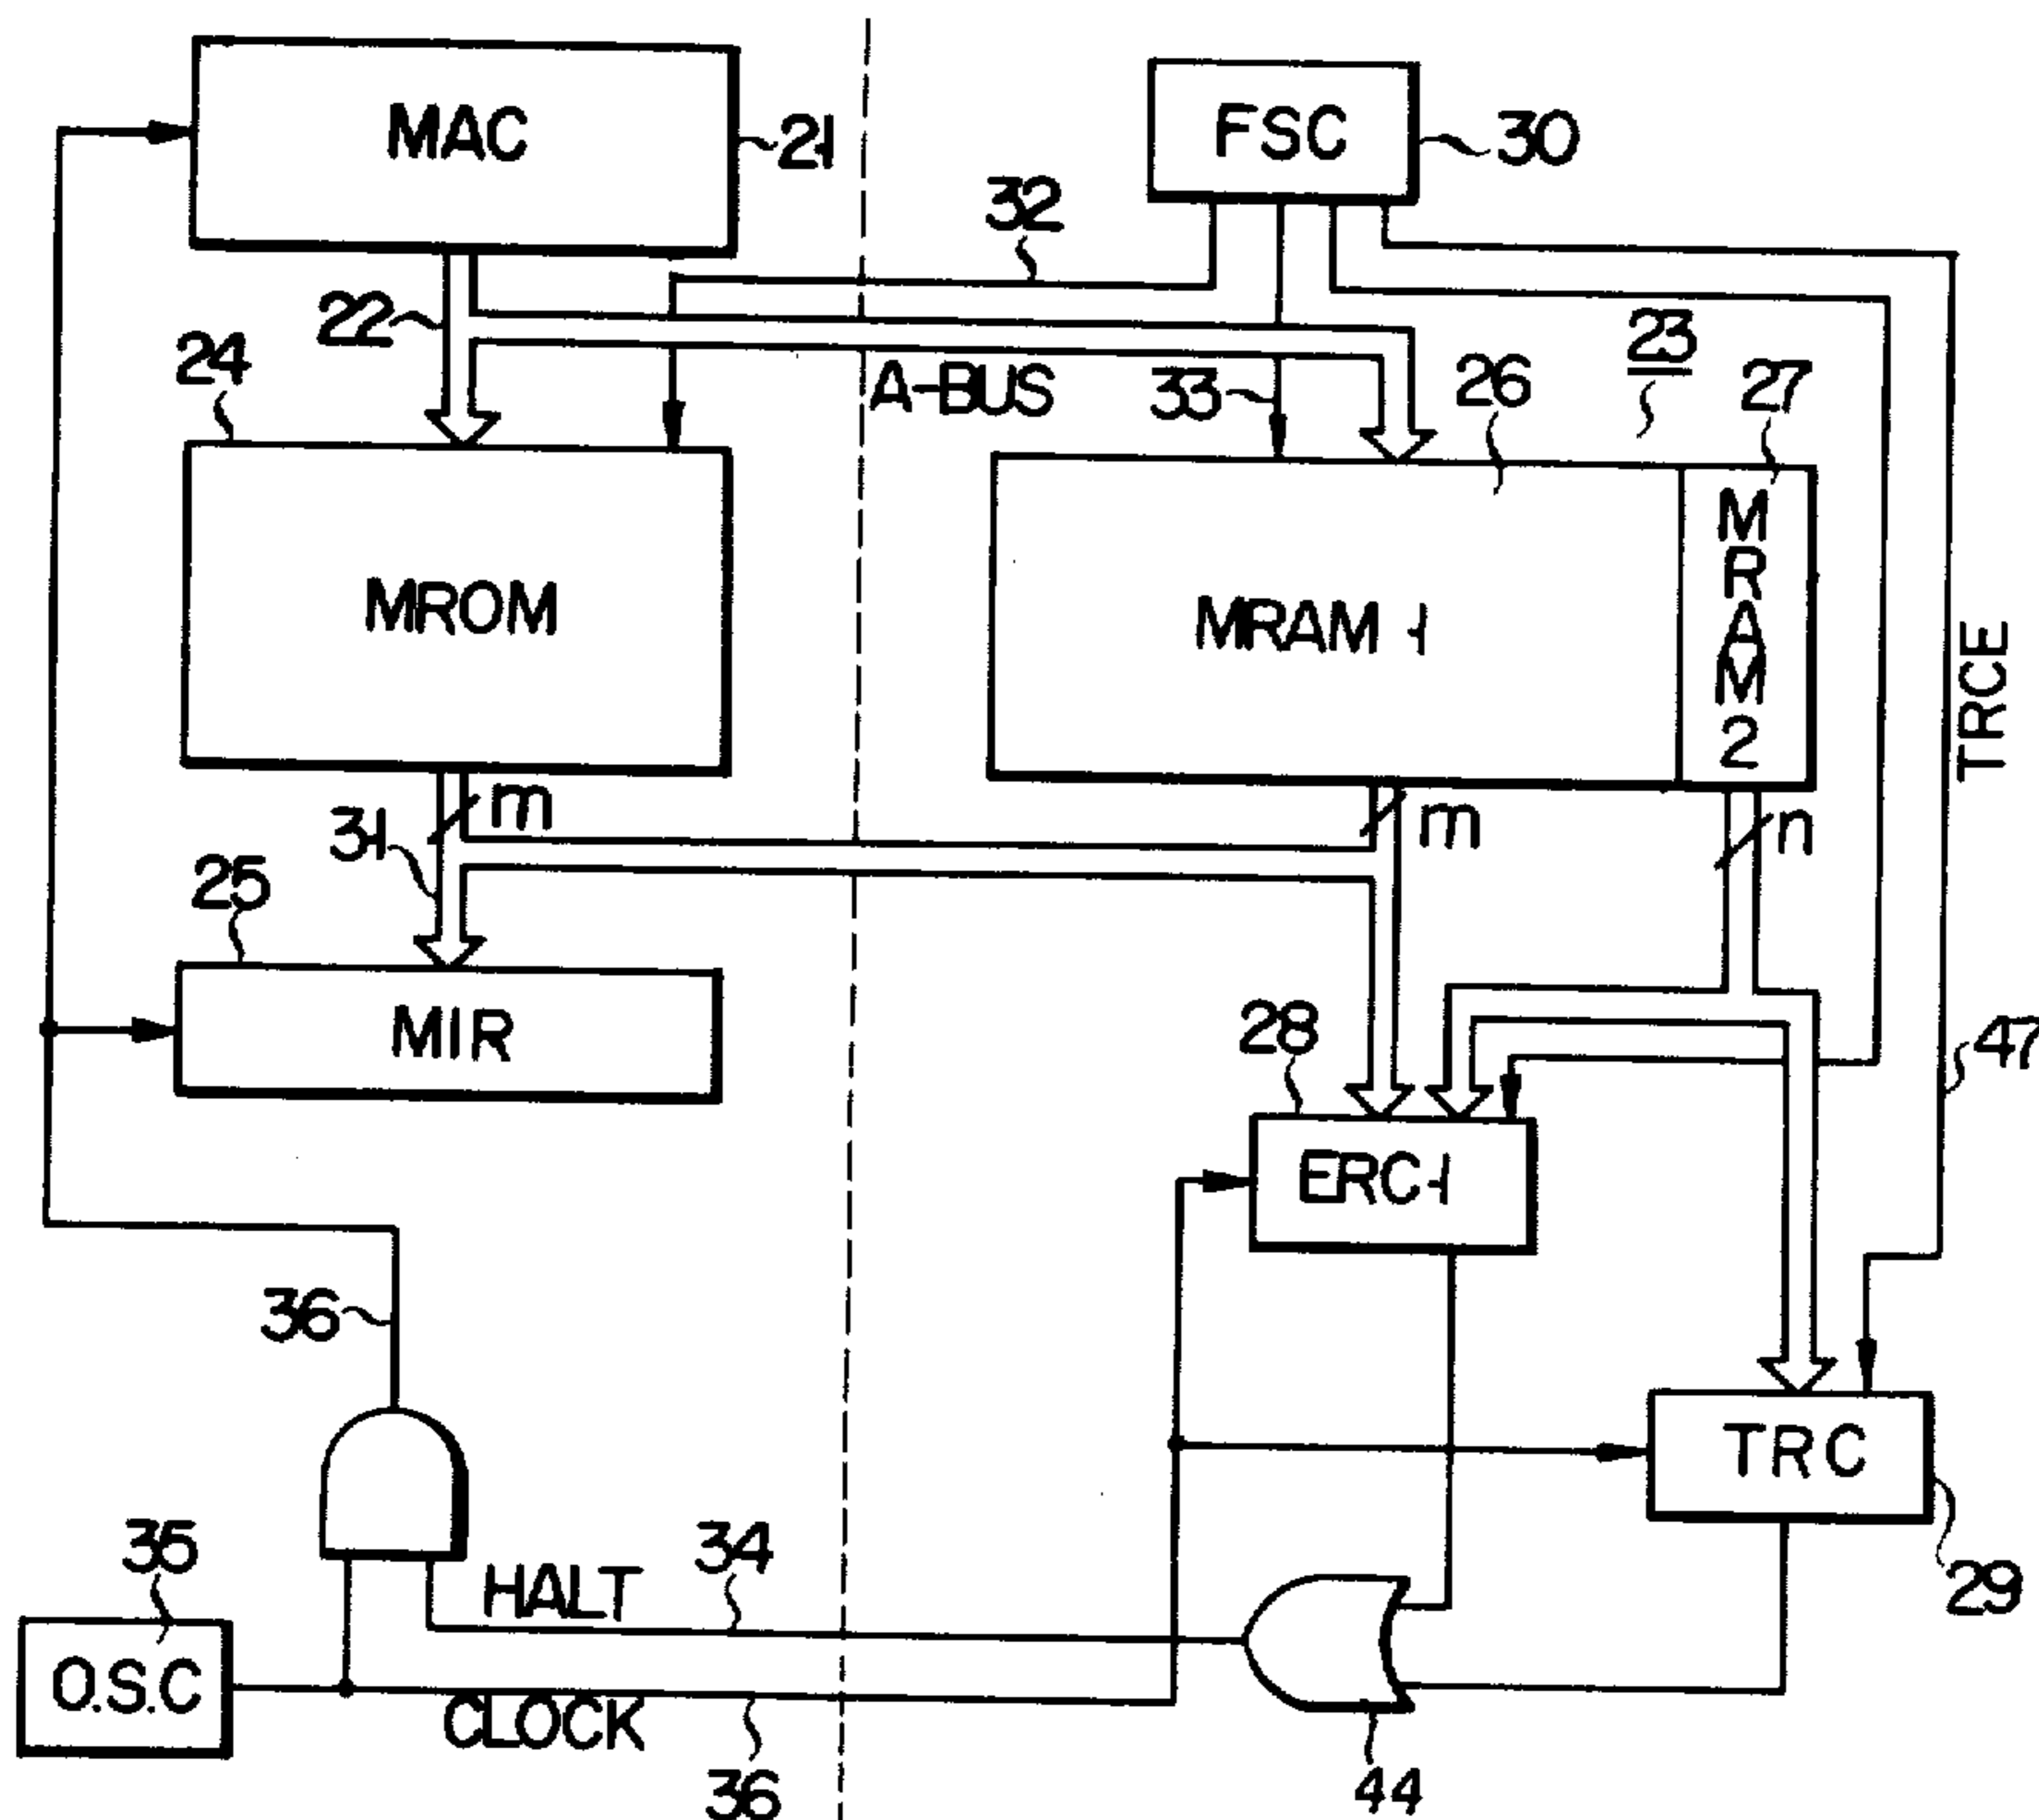 MAC
21
FSC
30
32
22
24
A-BUS
33
26
23
27
MROM
MRAM 1
MRAM2
TRCE
m
31
m
n
25
MIR
28
47
ERC-1
36
TRC
29
35
O.S.C
HALT
34
CLOCK
36
44